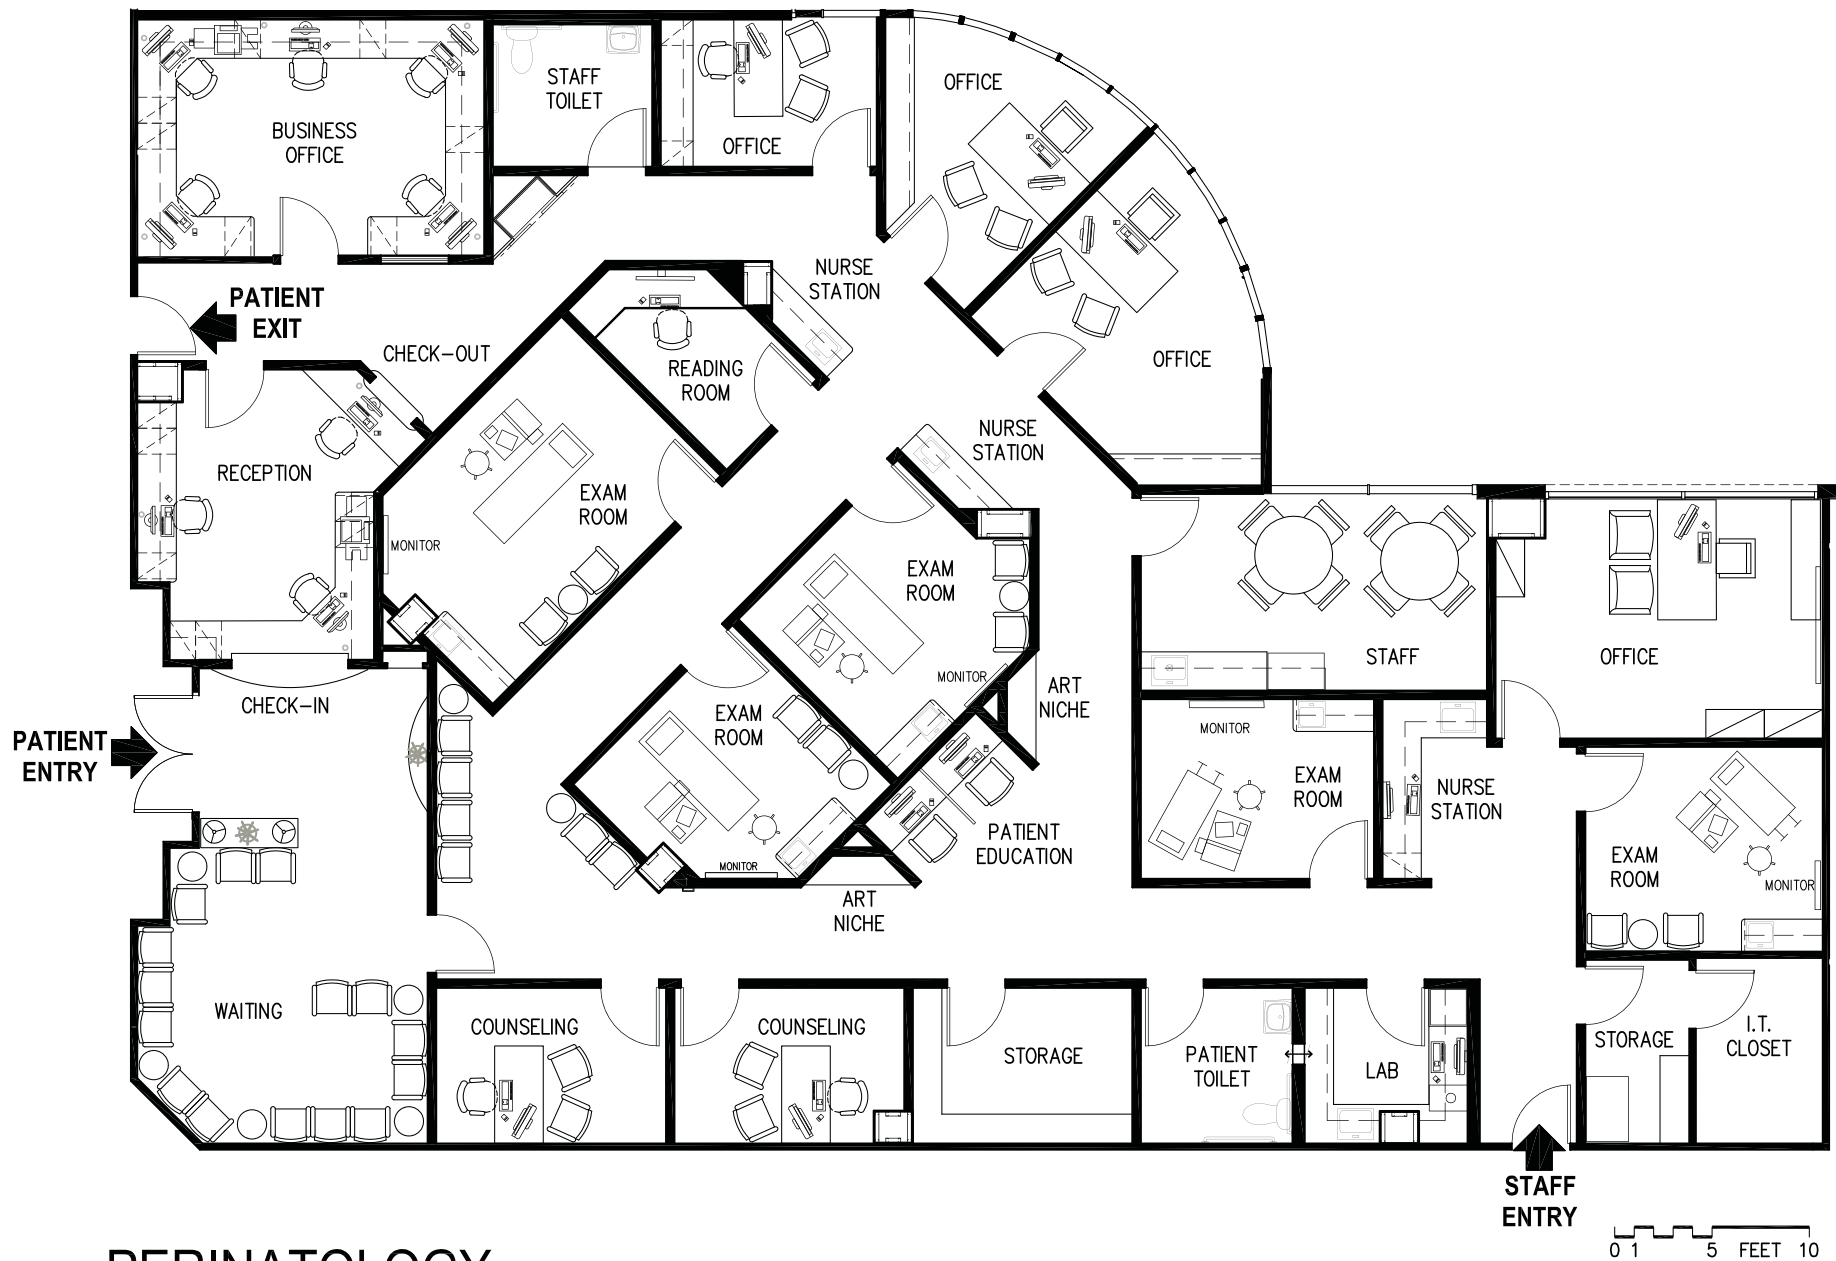 STAFF
TOILET
OFFICE
OFFICE
BUSINESS
OFFICE
NURSE
STATION
PATIENT
EXIT
CHECK-OUT
READING
ROOM
OFFICE
NURSE
STATION
RECEPTION
EXAM
ROOM
MONITOR
EXAM
ROOM
STAFF
OFFICE
MONITOR
ART
NICHE
CHECK-IN
EXAM
ROOM
PATIENT
ENTRY
MONITOR
EXAM
ROOM
NURSE
STATION
PATIENT
EDUCATION
MONITOR
EXAM
ROOM
MONITOR
ART
NICHE
WAITING
COUNSELING
COUNSELING
STORAGE
PATIENT
TOILET
LAB
STORAGE
I.T.
CLOSET
STAFF
ENTRY
0 1 5 FEET 10
PERINATOLOGY